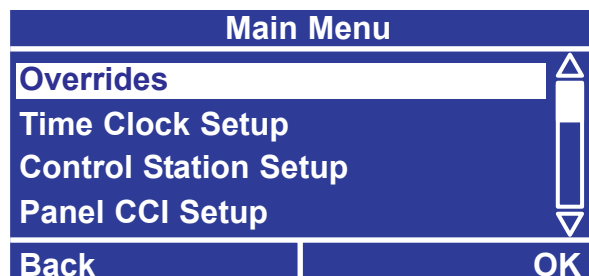 Main Menu
Overrides
Time Clock Setup
Control Station Setup
Panel CCI Setup
Back OK